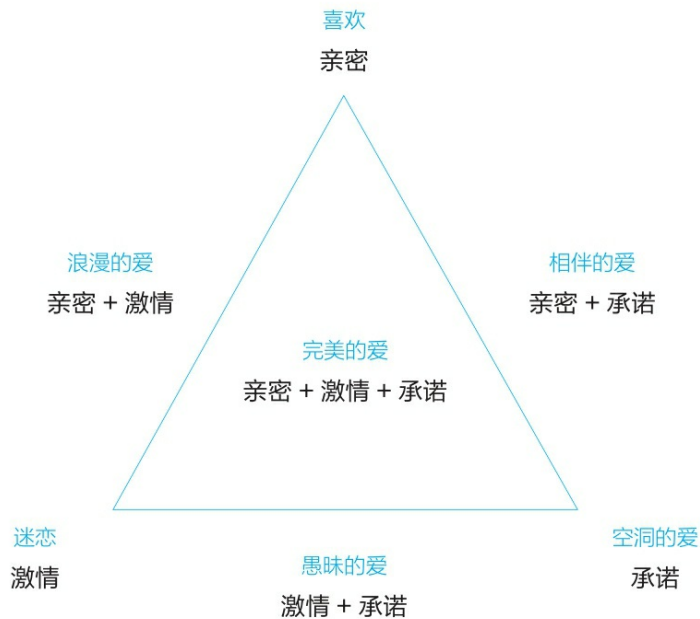 喜欢
亲密
浪漫的爱
亲密 + 激情
相伴的爱
亲密 + 承诺
完美的爱
亲密 + 激情 + 承诺
迷恋
激情
愚昧的爱
激情 + 承诺
空洞的爱
承诺